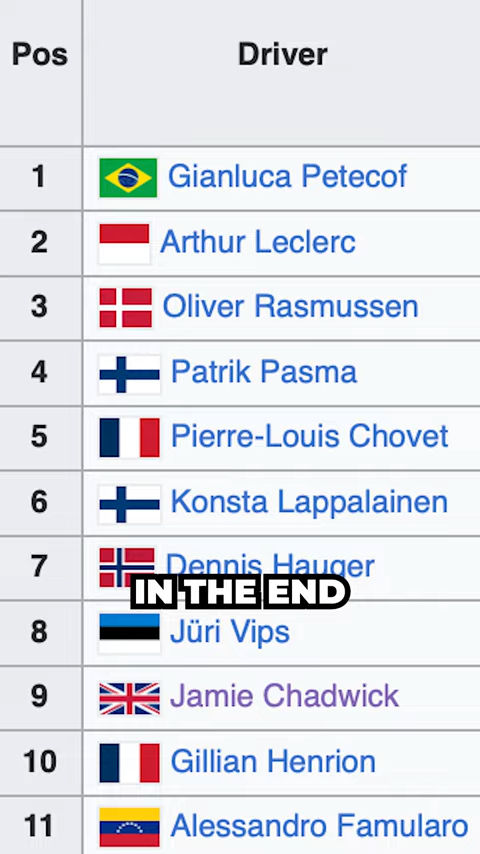 Pos Driver
1 Gianluca Petecof
2 Arthur Leclerc
3 Oliver Rasmussen
4 Patrik Pasma
5 Pierre-Louis Chovet
6 Konsta Lappalainen
7 Dennis Hauger
IN THE END
8 Jüri Vips
9 Jamie Chadwick
10 Gillian Henrion
11 Alessandro Famularo